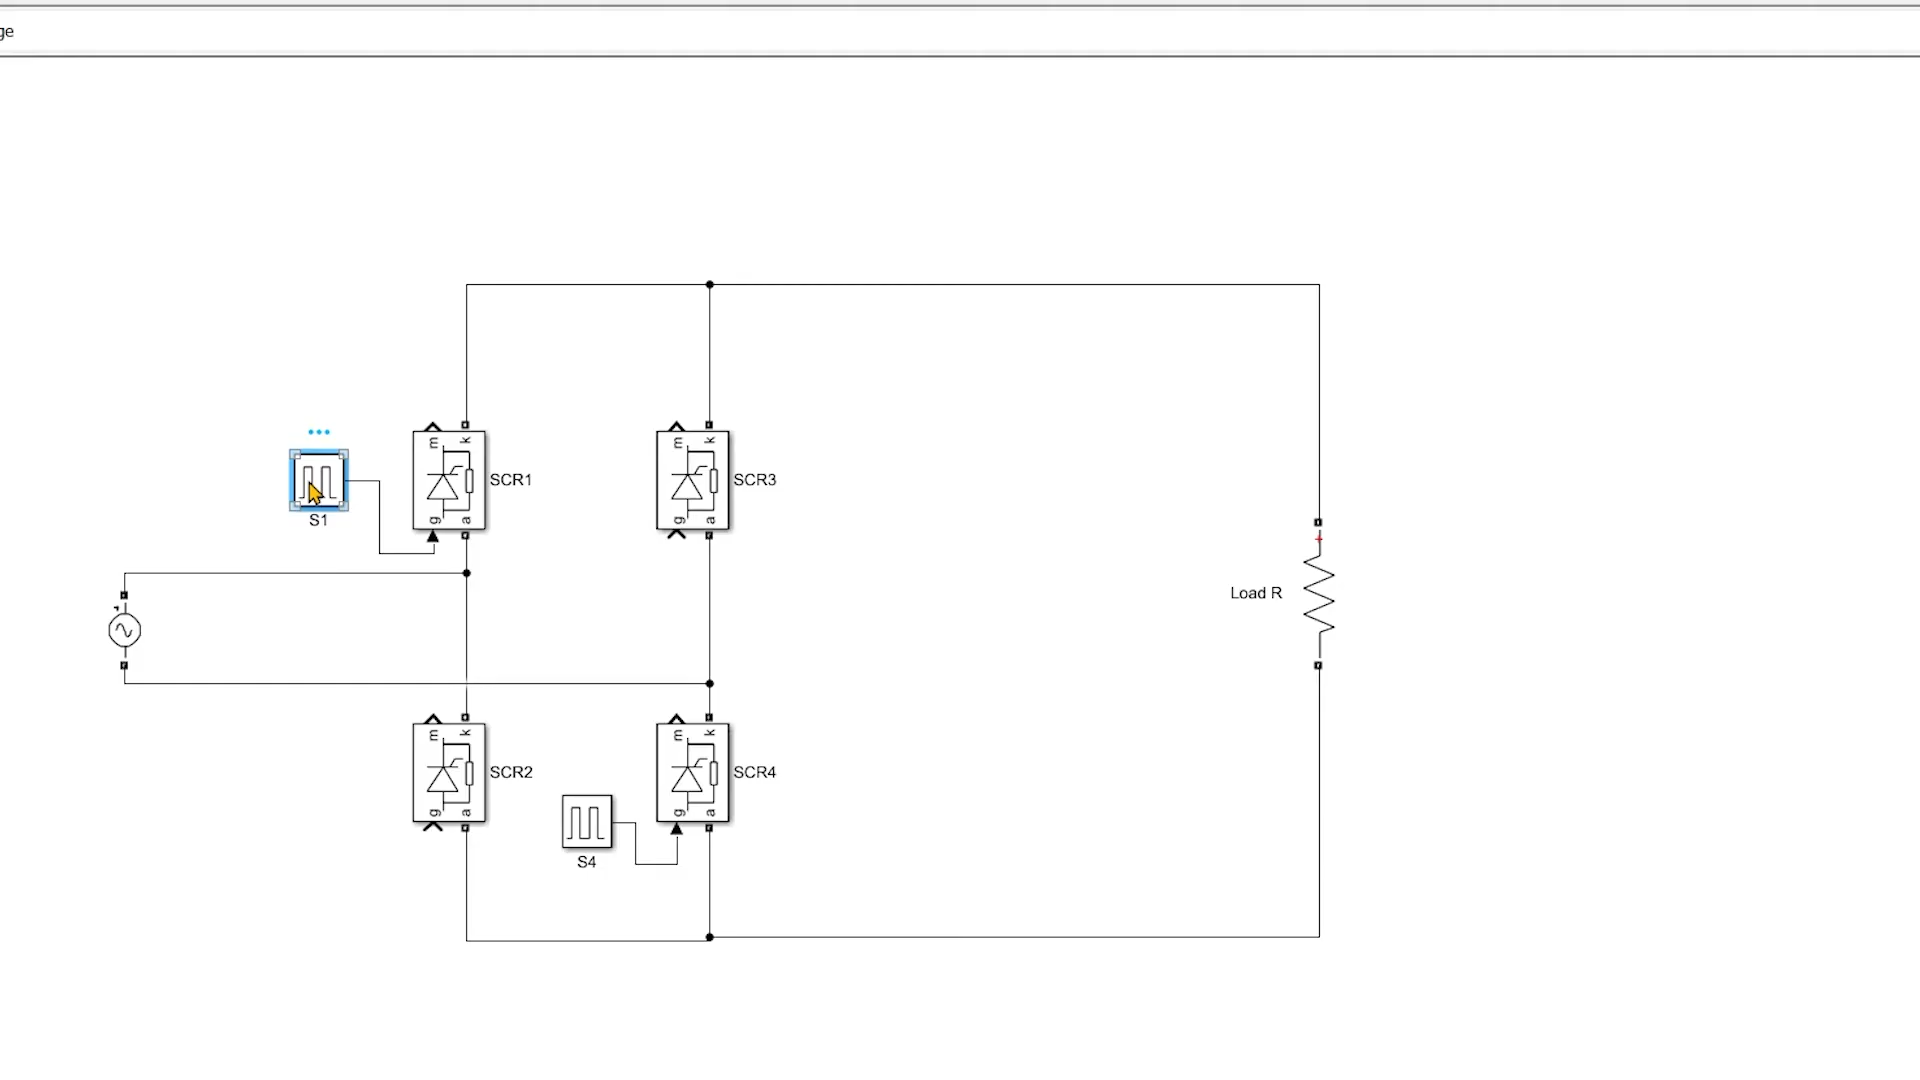 ge
m k
SCR1
g a
S1
m k
SCR3
g a
+
Load R
m k
SCR2
g a
m k
SCR4
g a
S4